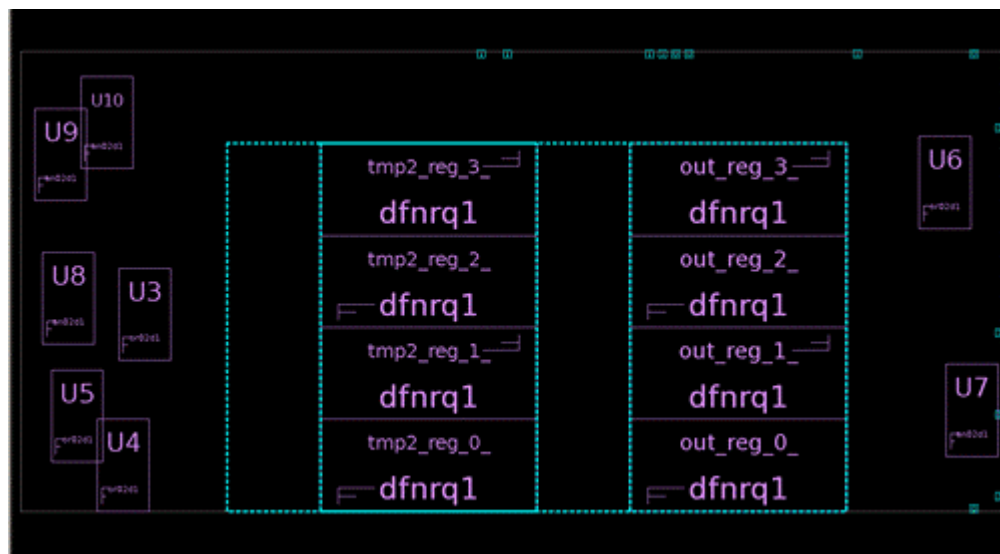 U10
U9
U8
U3
U5
U4
tmp2_reg_3_
dfnrq1
tmp2_reg_2_
dfnrq1
tmp2_reg_1_
dfnrq1
tmp2_reg_0_
dfnrq1
out_reg_3_
dfnrq1
out_reg_2_
dfnrq1
out_reg_1_
dfnrq1
out_reg_0_
dfnrq1
U6
U7